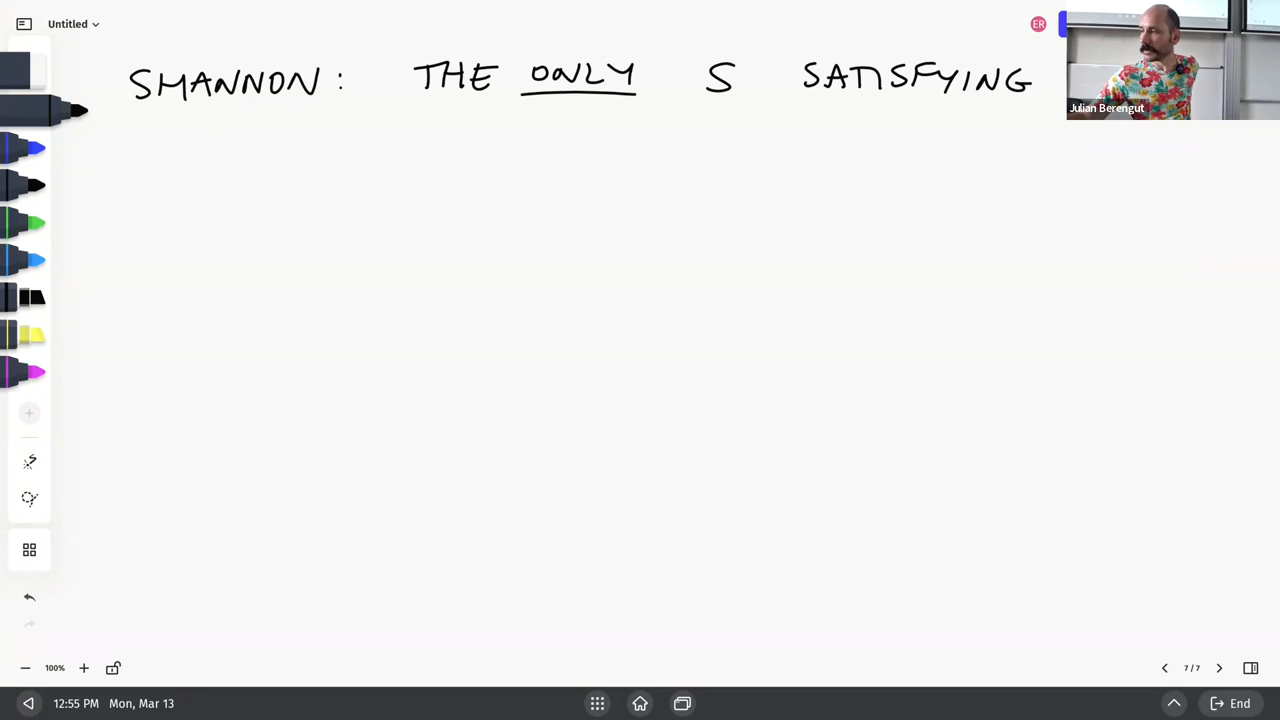 Untitled
ER
SHANNON: THE ONLY S SATISFYING
Julian Berengut
100%
7/7
12:55 PM Mon, Mar 13
End